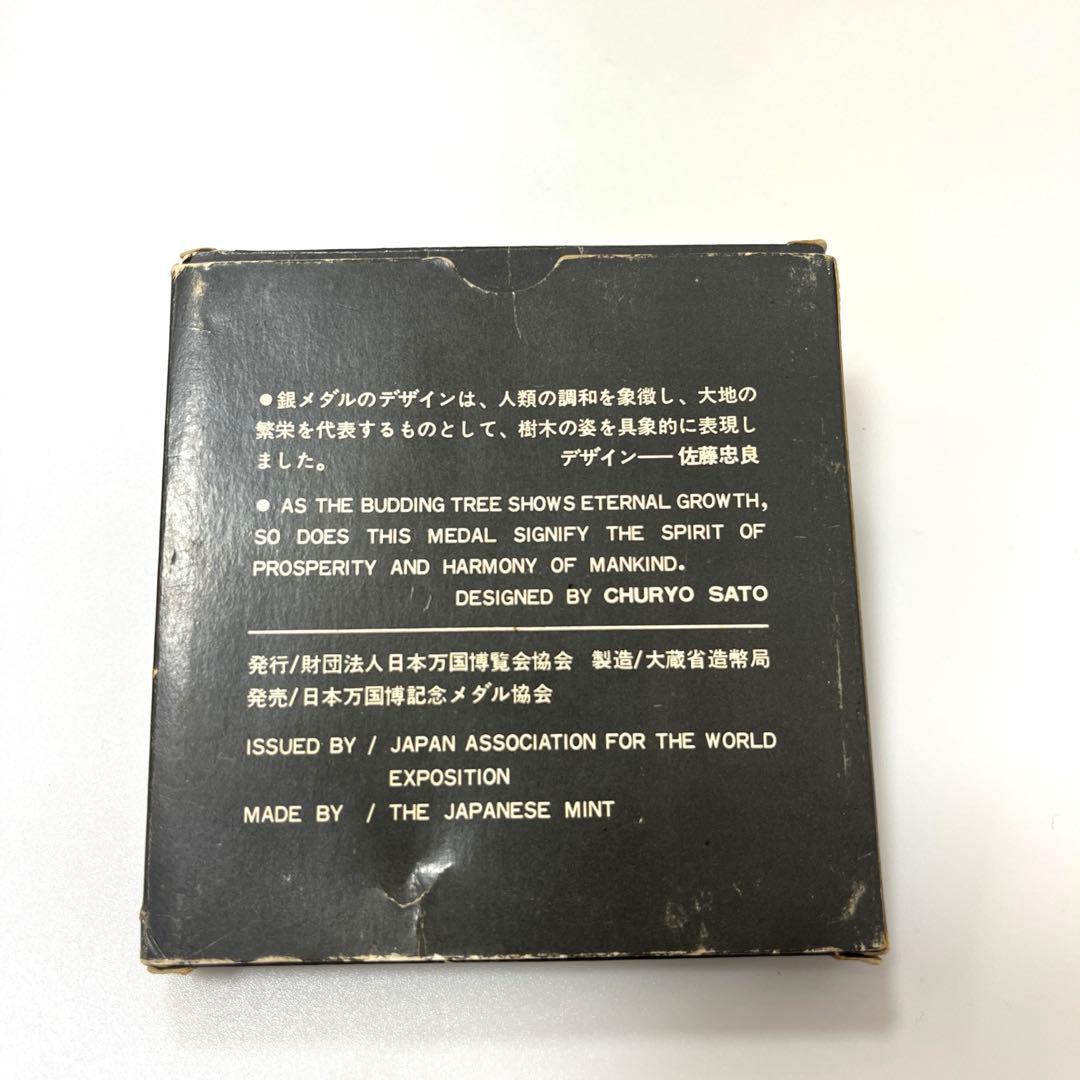 ●銀メダルのデザインは、人類の調和を象徴し、大地の
繁栄を代表するものとして、樹木の姿を具象的に表現し
ました。 デザイン──佐藤忠良
● AS THE BUDDING TREE SHOWS ETERNAL GROWTH,
SO DOES THIS MEDAL SIGNIFY THE SPIRIT OF
PROSPERITY AND HARMONY OF MANKIND.
DESIGNED BY CHURYO SATO
発行/財団法人日本万国博覧会協会 製造/大蔵省造幣局
発売/日本万国博記念メダル協会
ISSUED BY / JAPAN ASSOCIATION FOR THE WORLD
EXPOSITION
MADE BY / THE JAPANESE MINT